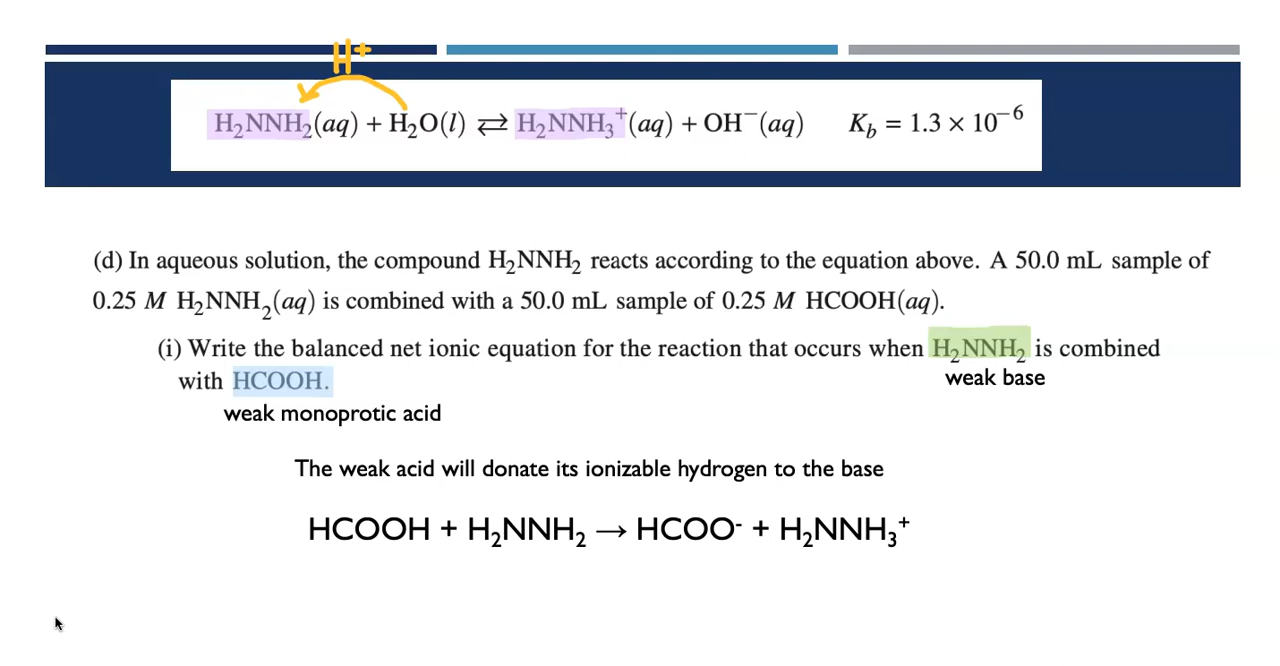 H⁺
H₂NNH₂(aq) + H₂O(l) ⇄ H₂NNH₃⁺(aq) + OH⁻(aq) K_b = 1.3 × 10⁻⁶
(d) In aqueous solution, the compound H₂NNH₂ reacts according to the equation above. A 50.0 mL sample of
0.25 M H₂NNH₂(aq) is combined with a 50.0 mL sample of 0.25 M HCOOH(aq).
(i) Write the balanced net ionic equation for the reaction that occurs when H₂NNH₂ is combined
with HCOOH.
weak base
weak monoprotic acid
The weak acid will donate its ionizable hydrogen to the base
HCOOH + H₂NNH₂ → HCOO⁻ + H₂NNH₃⁺